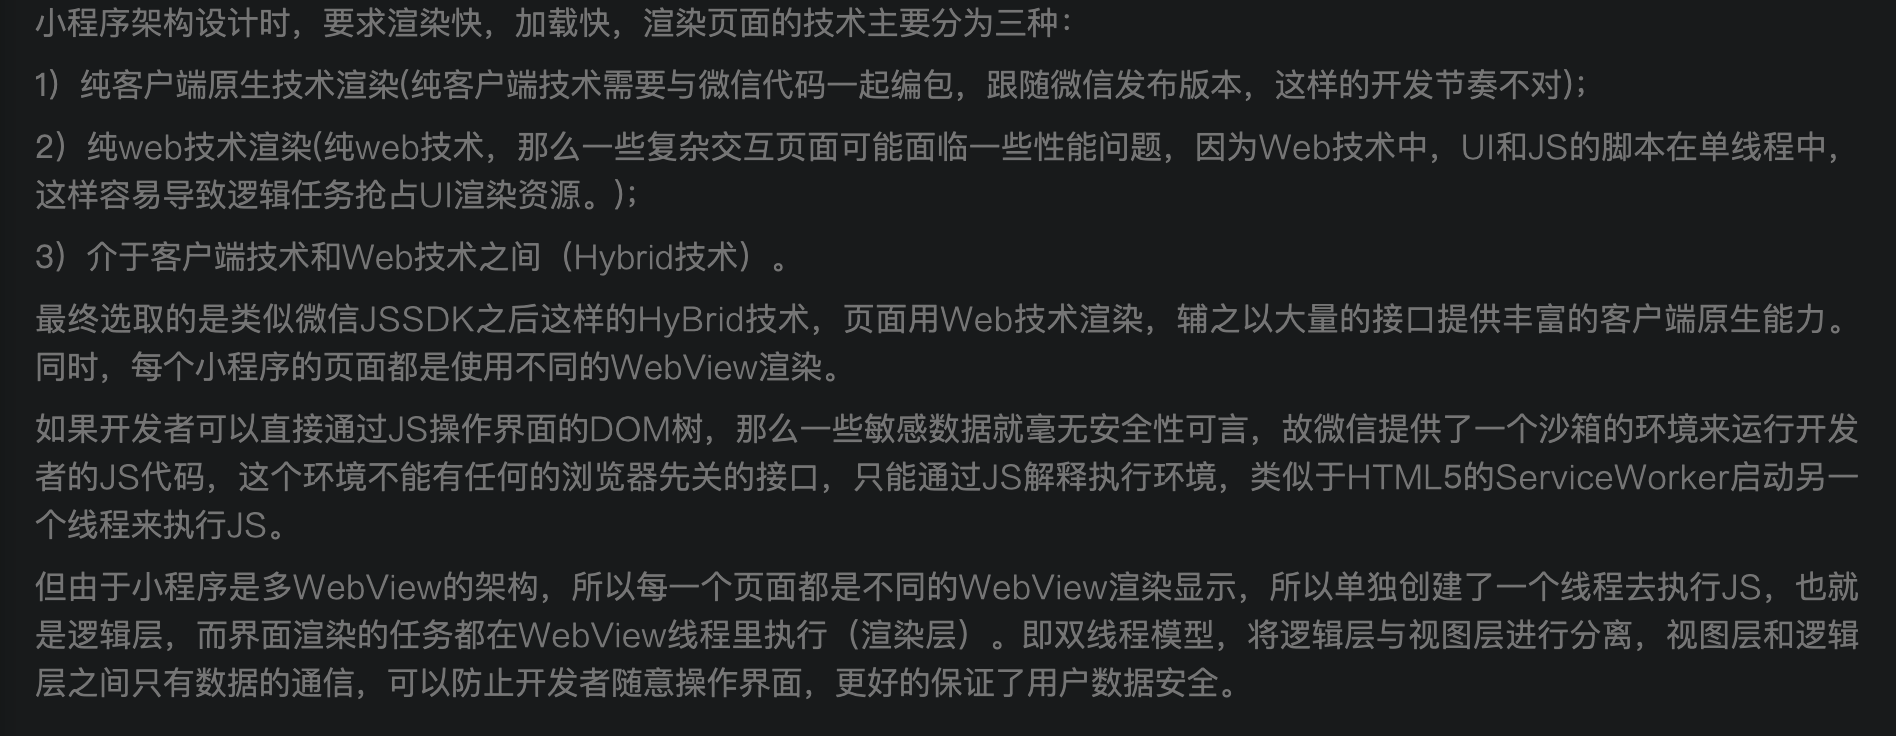 小程序架构设计时，要求渲染快，加载快，渲染页面的技术主要分为三种：
1）纯客户端原生技术渲染(纯客户端技术需要与微信代码一起编包，跟随微信发布版本，这样的开发节奏不对)；
2）纯web技术渲染(纯web技术，那么一些复杂交互页面可能面临一些性能问题，因为Web技术中，UI和JS的脚本在单线程中，
这样容易导致逻辑任务抢占UI渲染资源。)；
3）介于客户端技术和Web技术之间（Hybrid技术）。
最终选取的是类似微信JSSDK之后这样的HyBrid技术，页面用Web技术渲染，辅之以大量的接口提供丰富的客户端原生能力。
同时，每个小程序的页面都是使用不同的WebView渲染。
如果开发者可以直接通过JS操作界面的DOM树，那么一些敏感数据就毫无安全性可言，故微信提供了一个沙箱的环境来运行开发
者的JS代码，这个环境不能有任何的浏览器先关的接口，只能通过JS解释执行环境，类似于HTML5的ServiceWorker启动另一
个线程来执行JS。
但由于小程序是多WebView的架构，所以每一个页面都是不同的WebView渲染显示，所以单独创建了一个线程去执行JS，也就
是逻辑层，而界面渲染的任务都在WebView线程里执行（渲染层）。即双线程模型，将逻辑层与视图层进行分离，视图层和逻辑
层之间只有数据的通信，可以防止开发者随意操作界面，更好的保证了用户数据安全。